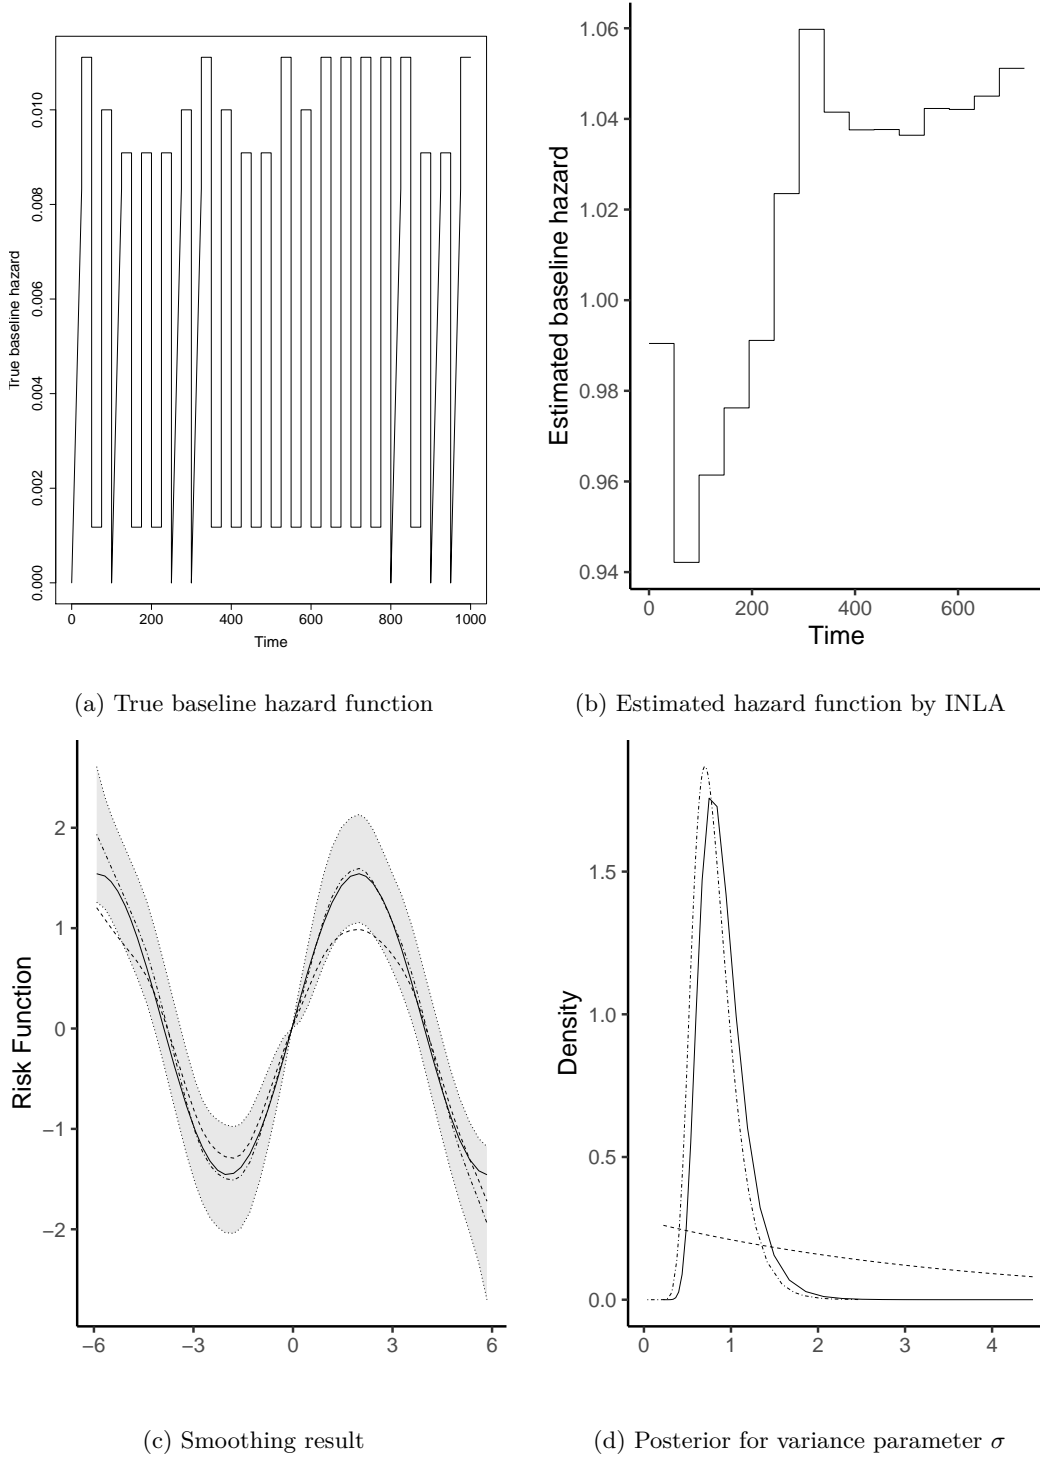 True baseline hazard
0.010
0.008
0.006
0.004
0.002
0.000
0 200 400 600 800 1000
Time
(a) True baseline hazard function
Estimated baseline hazard
1.06
1.04
1.02
1.00
0.98
0.96
0.94
0 200 400 600
Time
(b) Estimated hazard function by INLA
Risk Function
2
1
0
−1
−2
−6 −3 0 3 6
(c) Smoothing result
Density
1.5
1.0
0.5
0.0
0 1 2 3 4
(d) Posterior for variance parameter σ